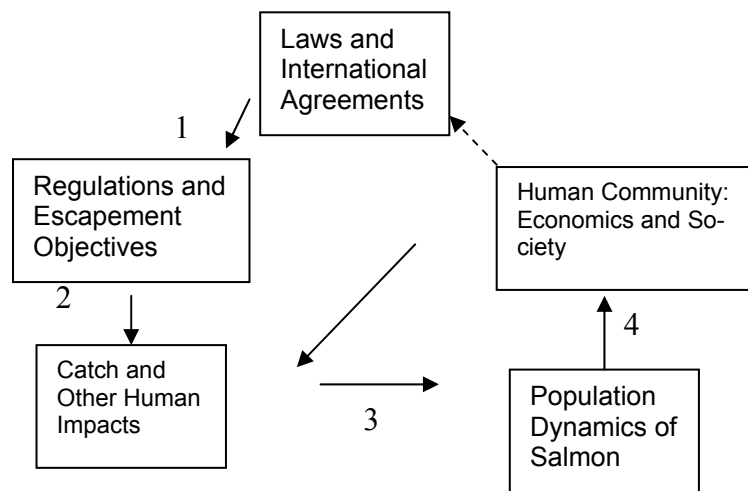 Laws and
International
Agreements
1
Regulations and
Escapement
Objectives
Human Community:
Economics and So-
ciety
2
4
Catch and
Other Human
Impacts
3
Population
Dynamics of
Salmon